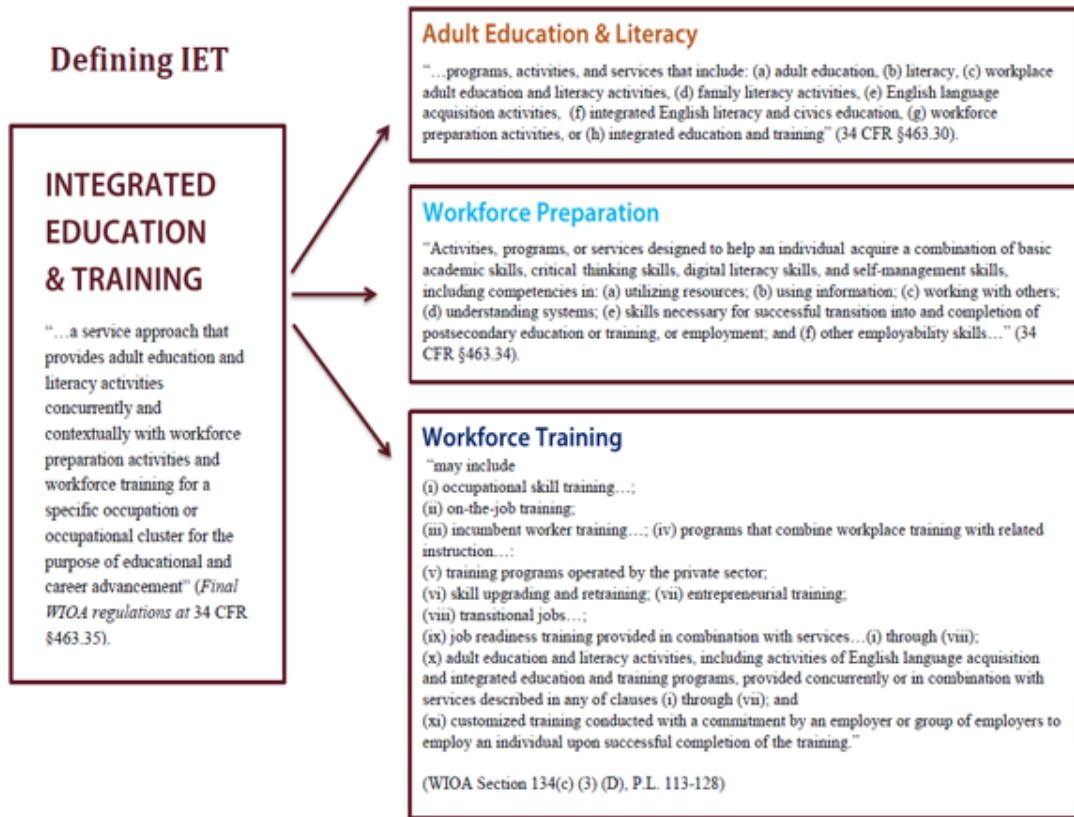 Defining IET
INTEGRATED
EDUCATION
& TRAINING
“…a service approach that
provides adult education and
literacy activities
concurrently and
contextually with workforce
preparation activities and
workforce training for a
specific occupation or
occupational cluster for the
purpose of educational and
career advancement” (Final
WIOA regulations at 34 CFR
§463.35).
Adult Education & Literacy
“…programs, activities, and services that include: (a) adult education, (b) literacy, (c) workplace
adult education and literacy activities, (d) family literacy activities, (e) English language
acquisition activities, (f) integrated English literacy and civics education, (g) workforce
preparation activities, or (h) integrated education and training” (34 CFR §463.30).
Workforce Preparation
“Activities, programs, or services designed to help an individual acquire a combination of basic
academic skills, critical thinking skills, digital literacy skills, and self-management skills,
including competencies in: (a) utilizing resources; (b) using information; (c) working with others;
(d) understanding systems; (e) skills necessary for successful transition into and completion of
postsecondary education or training, or employment; and (f) other employability skills…” (34
CFR §463.34).
Workforce Training
“may include
(i) occupational skill training…;
(ii) on-the-job training;
(iii) incumbent worker training…; (iv) programs that combine workplace training with related
instruction…:
(v) training programs operated by the private sector;
(vi) skill upgrading and retraining; (vii) entrepreneurial training;
(viii) transitional jobs…;
(ix) job readiness training provided in combination with services…(i) through (viii);
(x) adult education and literacy activities, including activities of English language acquisition
and integrated education and training programs, provided concurrently or in combination with
services described in any of clauses (i) through (vii); and
(xi) customized training conducted with a commitment by an employer or group of employers to
employ an individual upon successful completion of the training.”
(WIOA Section 134(c) (3) (D), P.L. 113-128)